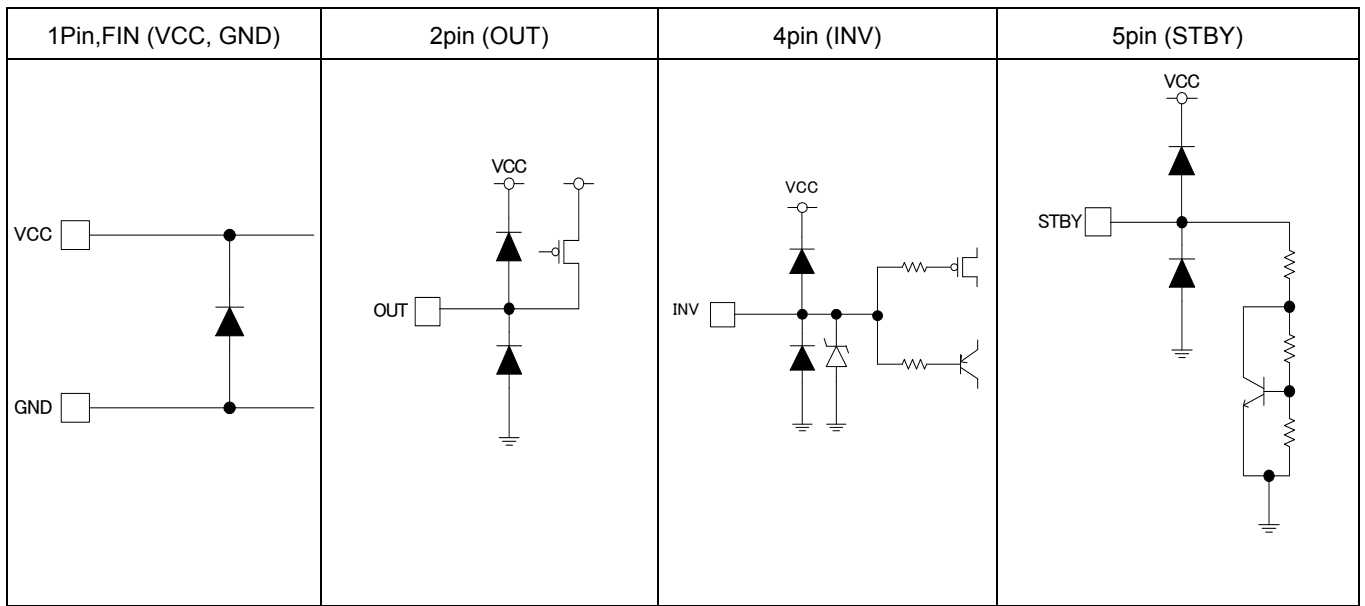 1Pin,FIN (VCC, GND)
2pin (OUT)
4pin (INV)
5pin (STBY)
VCC
GND
VCC
OUT
VCC
INV
VCC
STBY